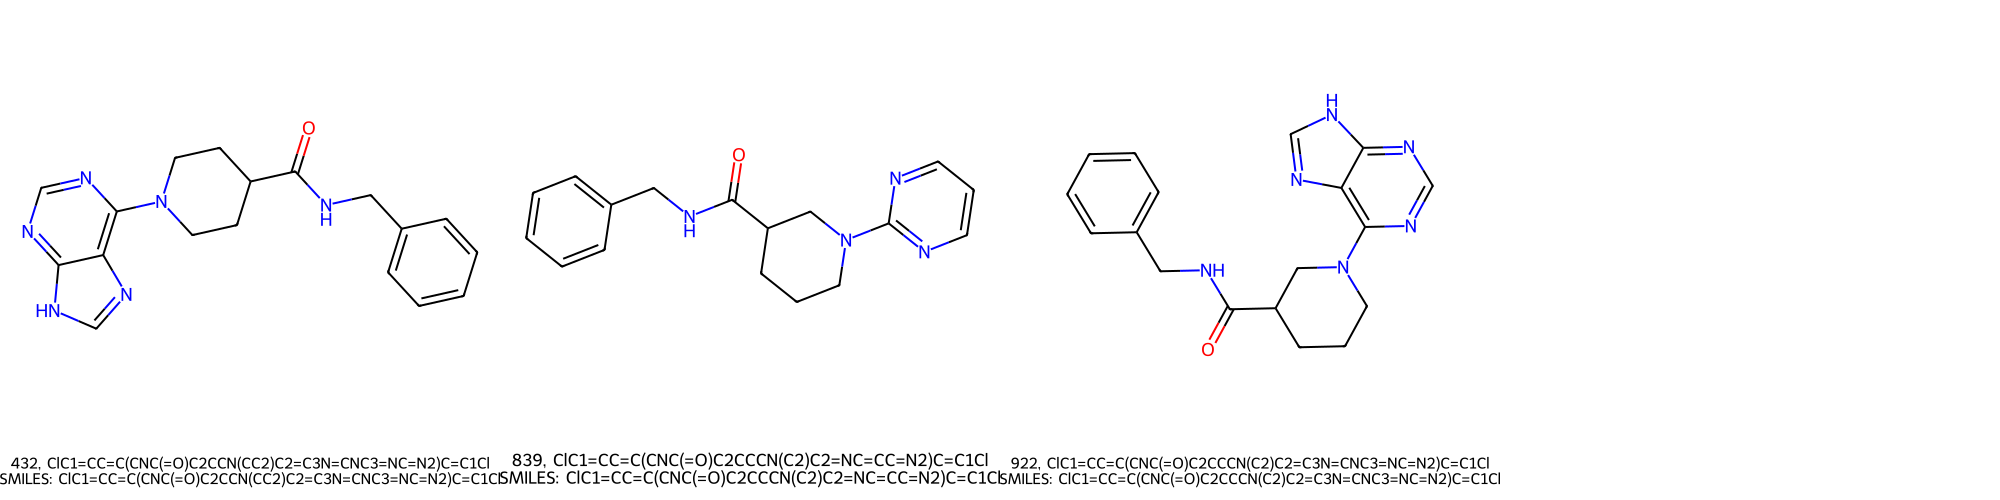 O
N
N
N
N
HN
N
N
H
O
N
H
N
N
N
H
N
N
N
N
N
N
NH
O
432, ClC1=CC=C(CNC(=O)C2CCN(CC2)C2=C3N=CNC3=NC=N2)C=C1Cl
SMILES: ClC1=CC=C(CNC(=O)C2CCN(CC2)C2=C3N=CNC3=NC=N2)C=C1Cl
839, ClC1=CC=C(CNC(=O)C2CCCN(C2)C2=NC=CC=N2)C=C1Cl
SMILES: ClC1=CC=C(CNC(=O)C2CCCN(C2)C2=NC=CC=N2)C=C1Cl
922, ClC1=CC=C(CNC(=O)C2CCCN(C2)C2=C3N=CNC3=NC=N2)C=C1Cl
SMILES: ClC1=CC=C(CNC(=O)C2CCCN(C2)C2=C3N=CNC3=NC=N2)C=C1Cl